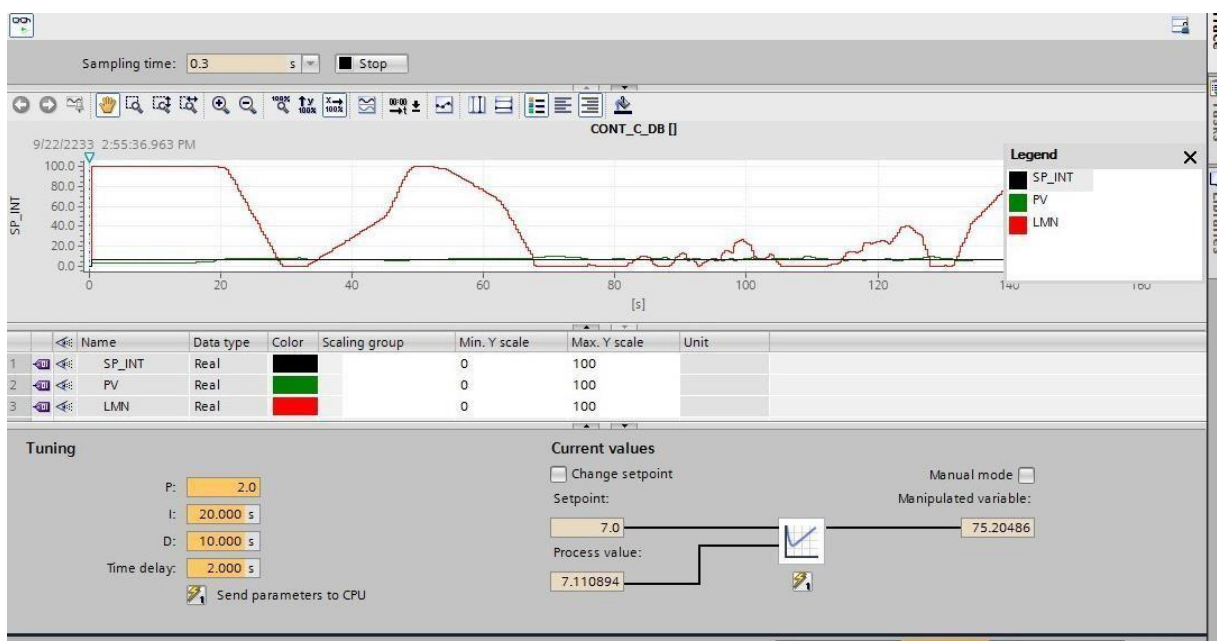 Sampling time: 0.3 s Stop
CONT_C_DB []
9/22/2233 2:55:36.963 PM
Legend
SP_INT
PV
LMN
SP_INT
100.0
80.0
60.0
40.0
20.0
0.0
0 20 40 60 80 100 120 140 160
[s]
Name Data type Color Scaling group Min. Y scale Max. Y scale Unit
1 SP_INT Real 0 100
2 PV Real 0 100
3 LMN Real 0 100
Tuning
P: 2.0
I: 20.000 s
D: 10.000 s
Time delay: 2.000 s
Send parameters to CPU
Current values
Change setpoint
Setpoint:
7.0
Process value:
7.110894
Manual mode
Manipulated variable:
75.20486
Tasks